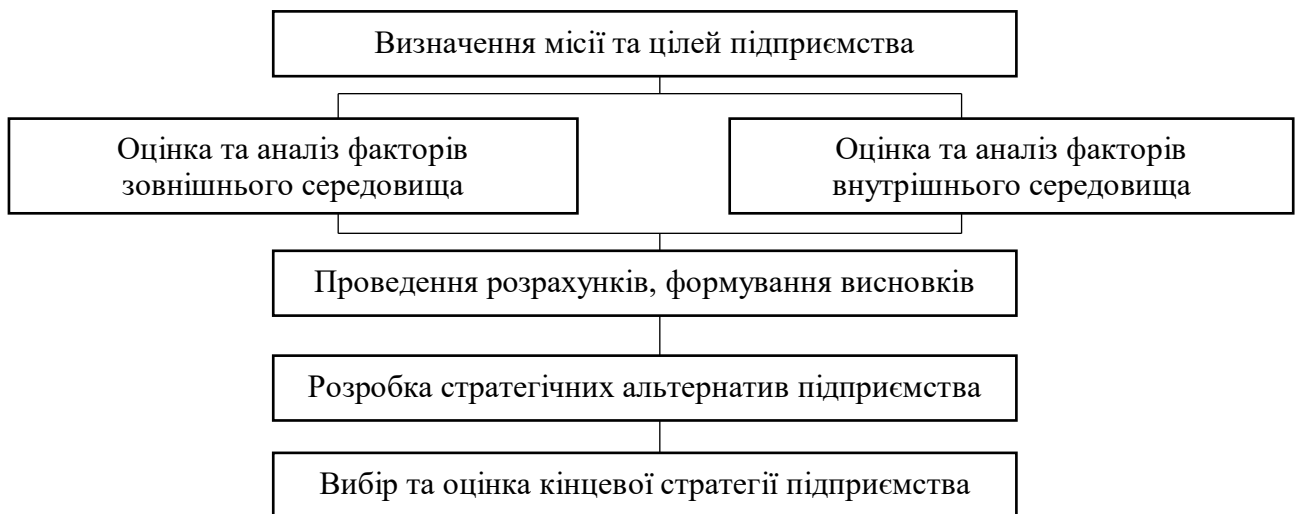 Визначення місії та цілей підприємства
Оцінка та аналіз факторів
зовнішнього середовища
Оцінка та аналіз факторів
внутрішнього середовища
Проведення розрахунків, формування висновків
Розробка стратегічних альтернатив підприємства
Вибір та оцінка кінцевої стратегії підприємства